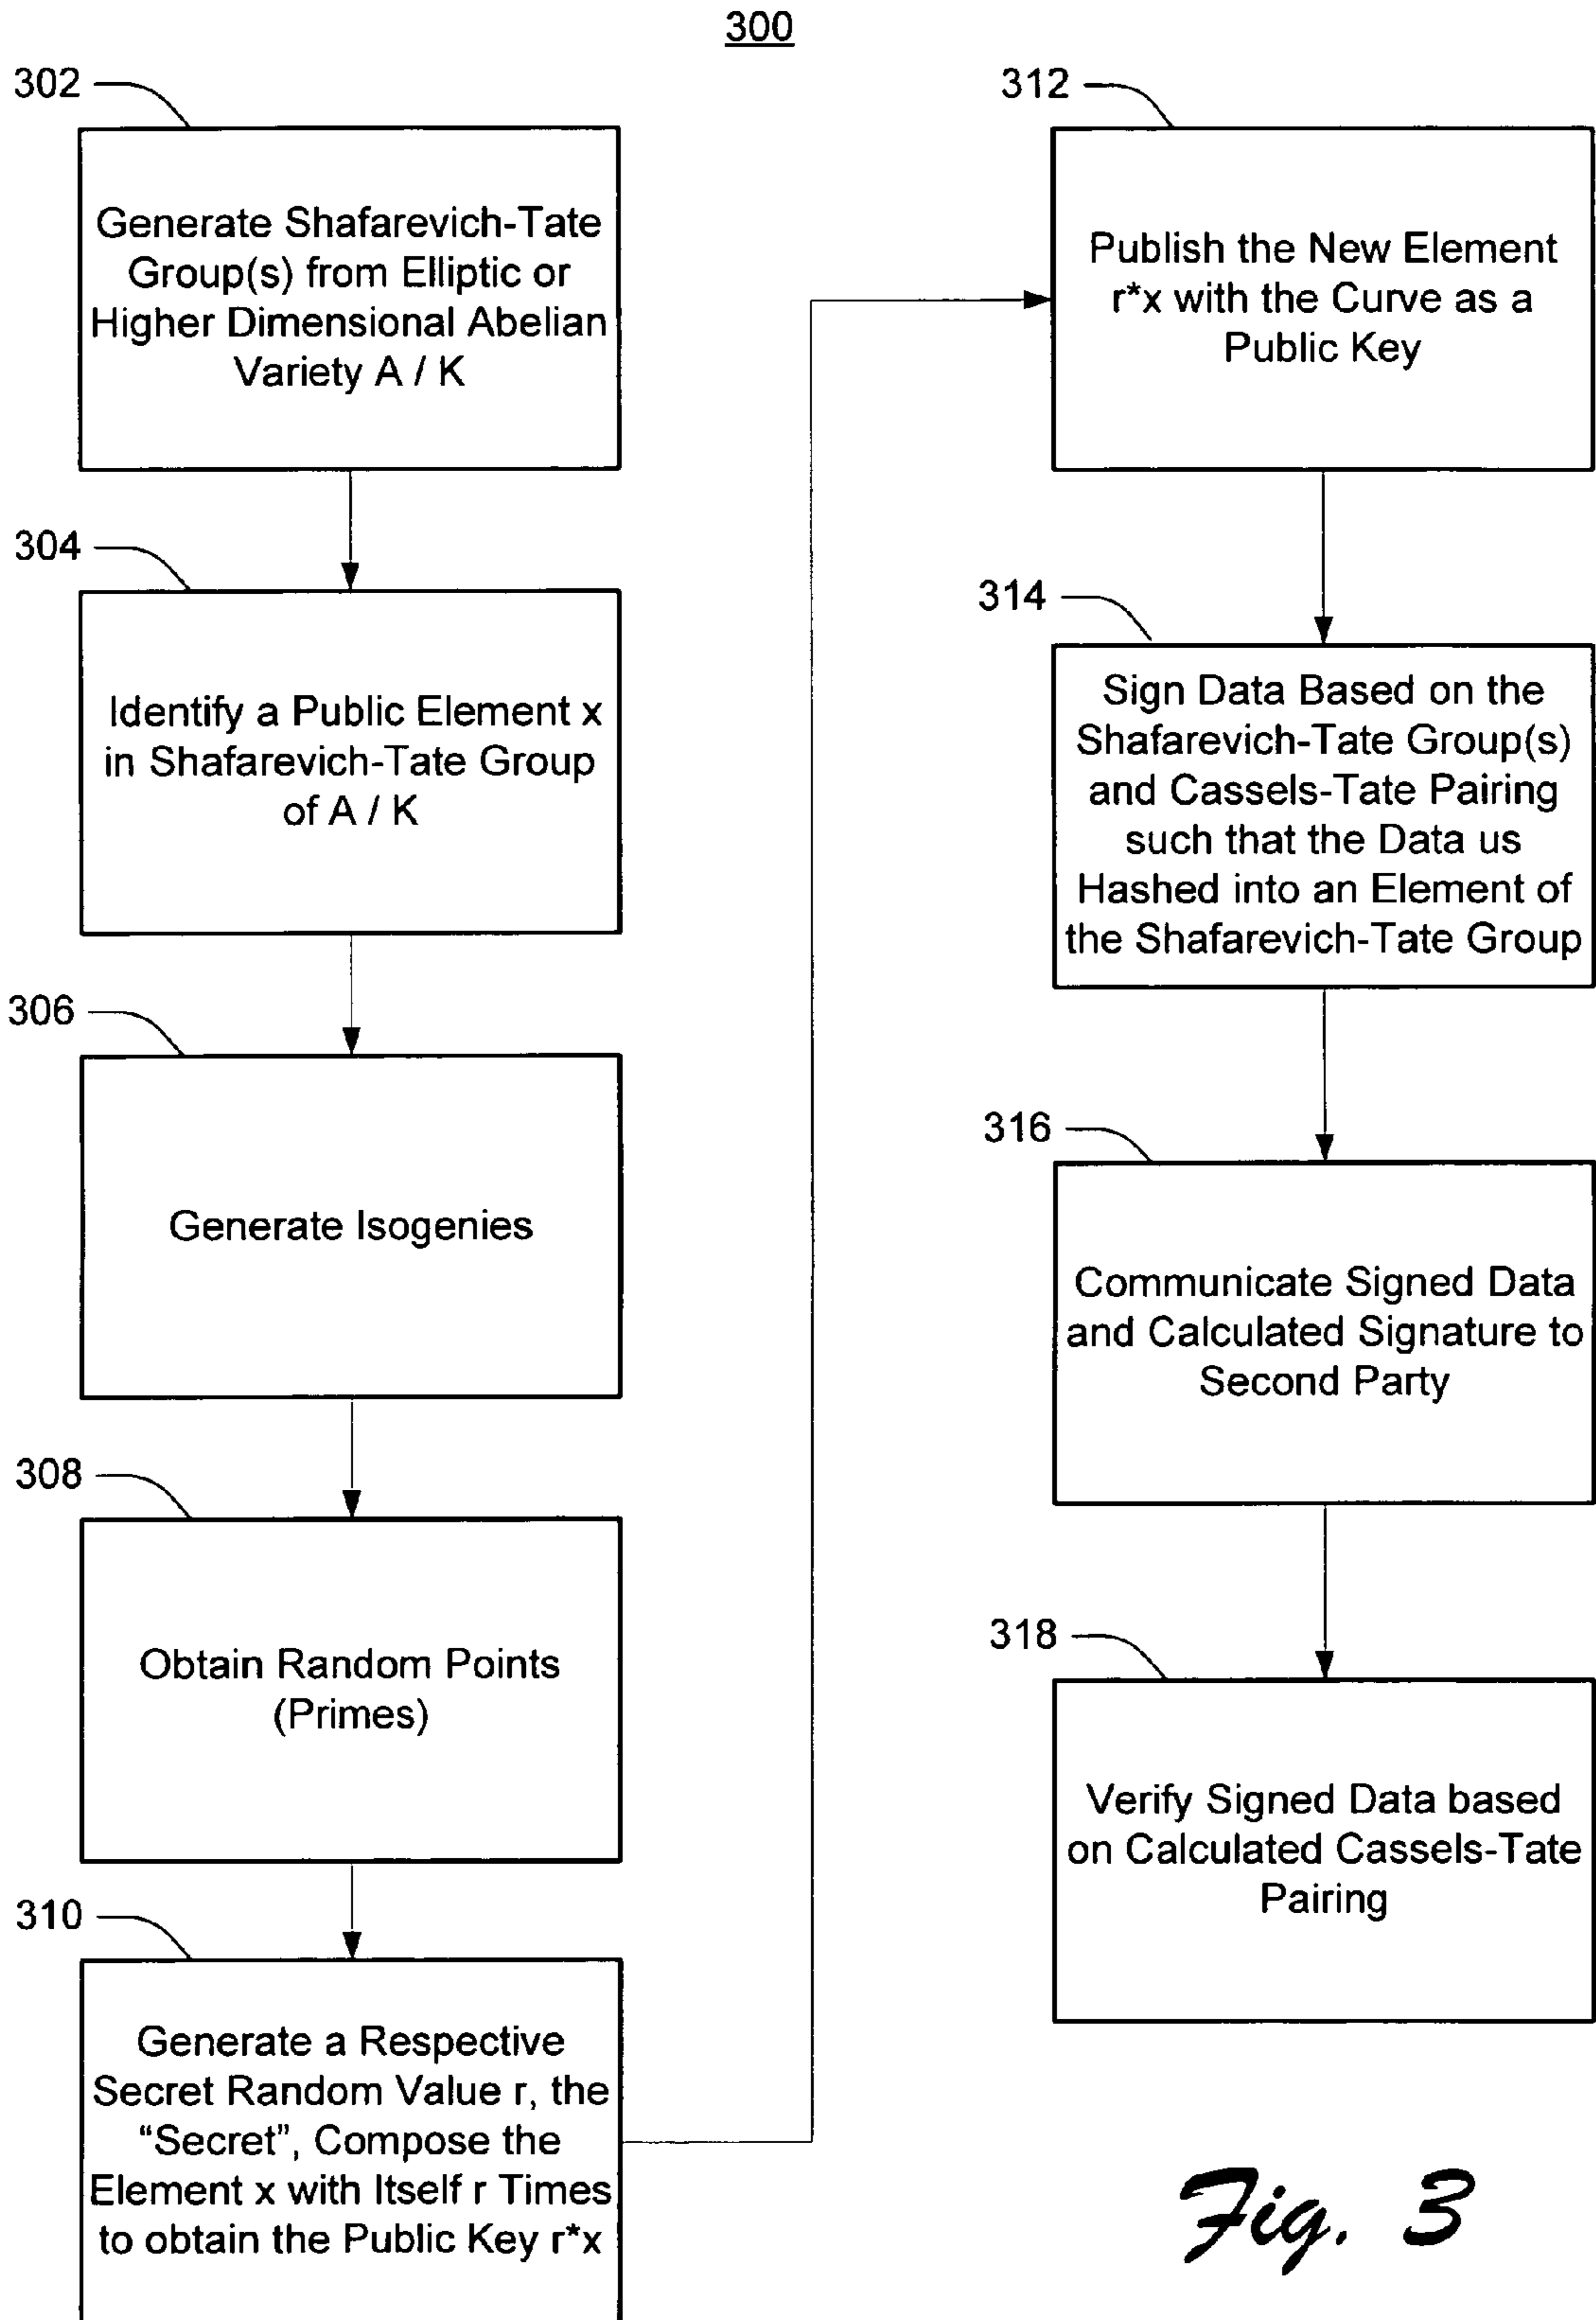 300
302
Generate Shafarevich-Tate
Group(s) from Elliptic or
Higher Dimensional Abelian
Variety A / K
304
Identify a Public Element x
in Shafarevich-Tate Group
of A / K
306
Generate Isogenies
308
Obtain Random Points
(Primes)
310
Generate a Respective
Secret Random Value r, the
“Secret”, Compose the
Element x with Itself r Times
to obtain the Public Key r*x
312
Publish the New Element
r*x with the Curve as a
Public Key
314
Sign Data Based on the
Shafarevich-Tate Group(s)
and Cassels-Tate Pairing
such that the Data us
Hashed into an Element of
the Shafarevich-Tate Group
316
Communicate Signed Data
and Calculated Signature to
Second Party
318
Verify Signed Data based
on Calculated Cassels-Tate
Pairing
Fig. 3